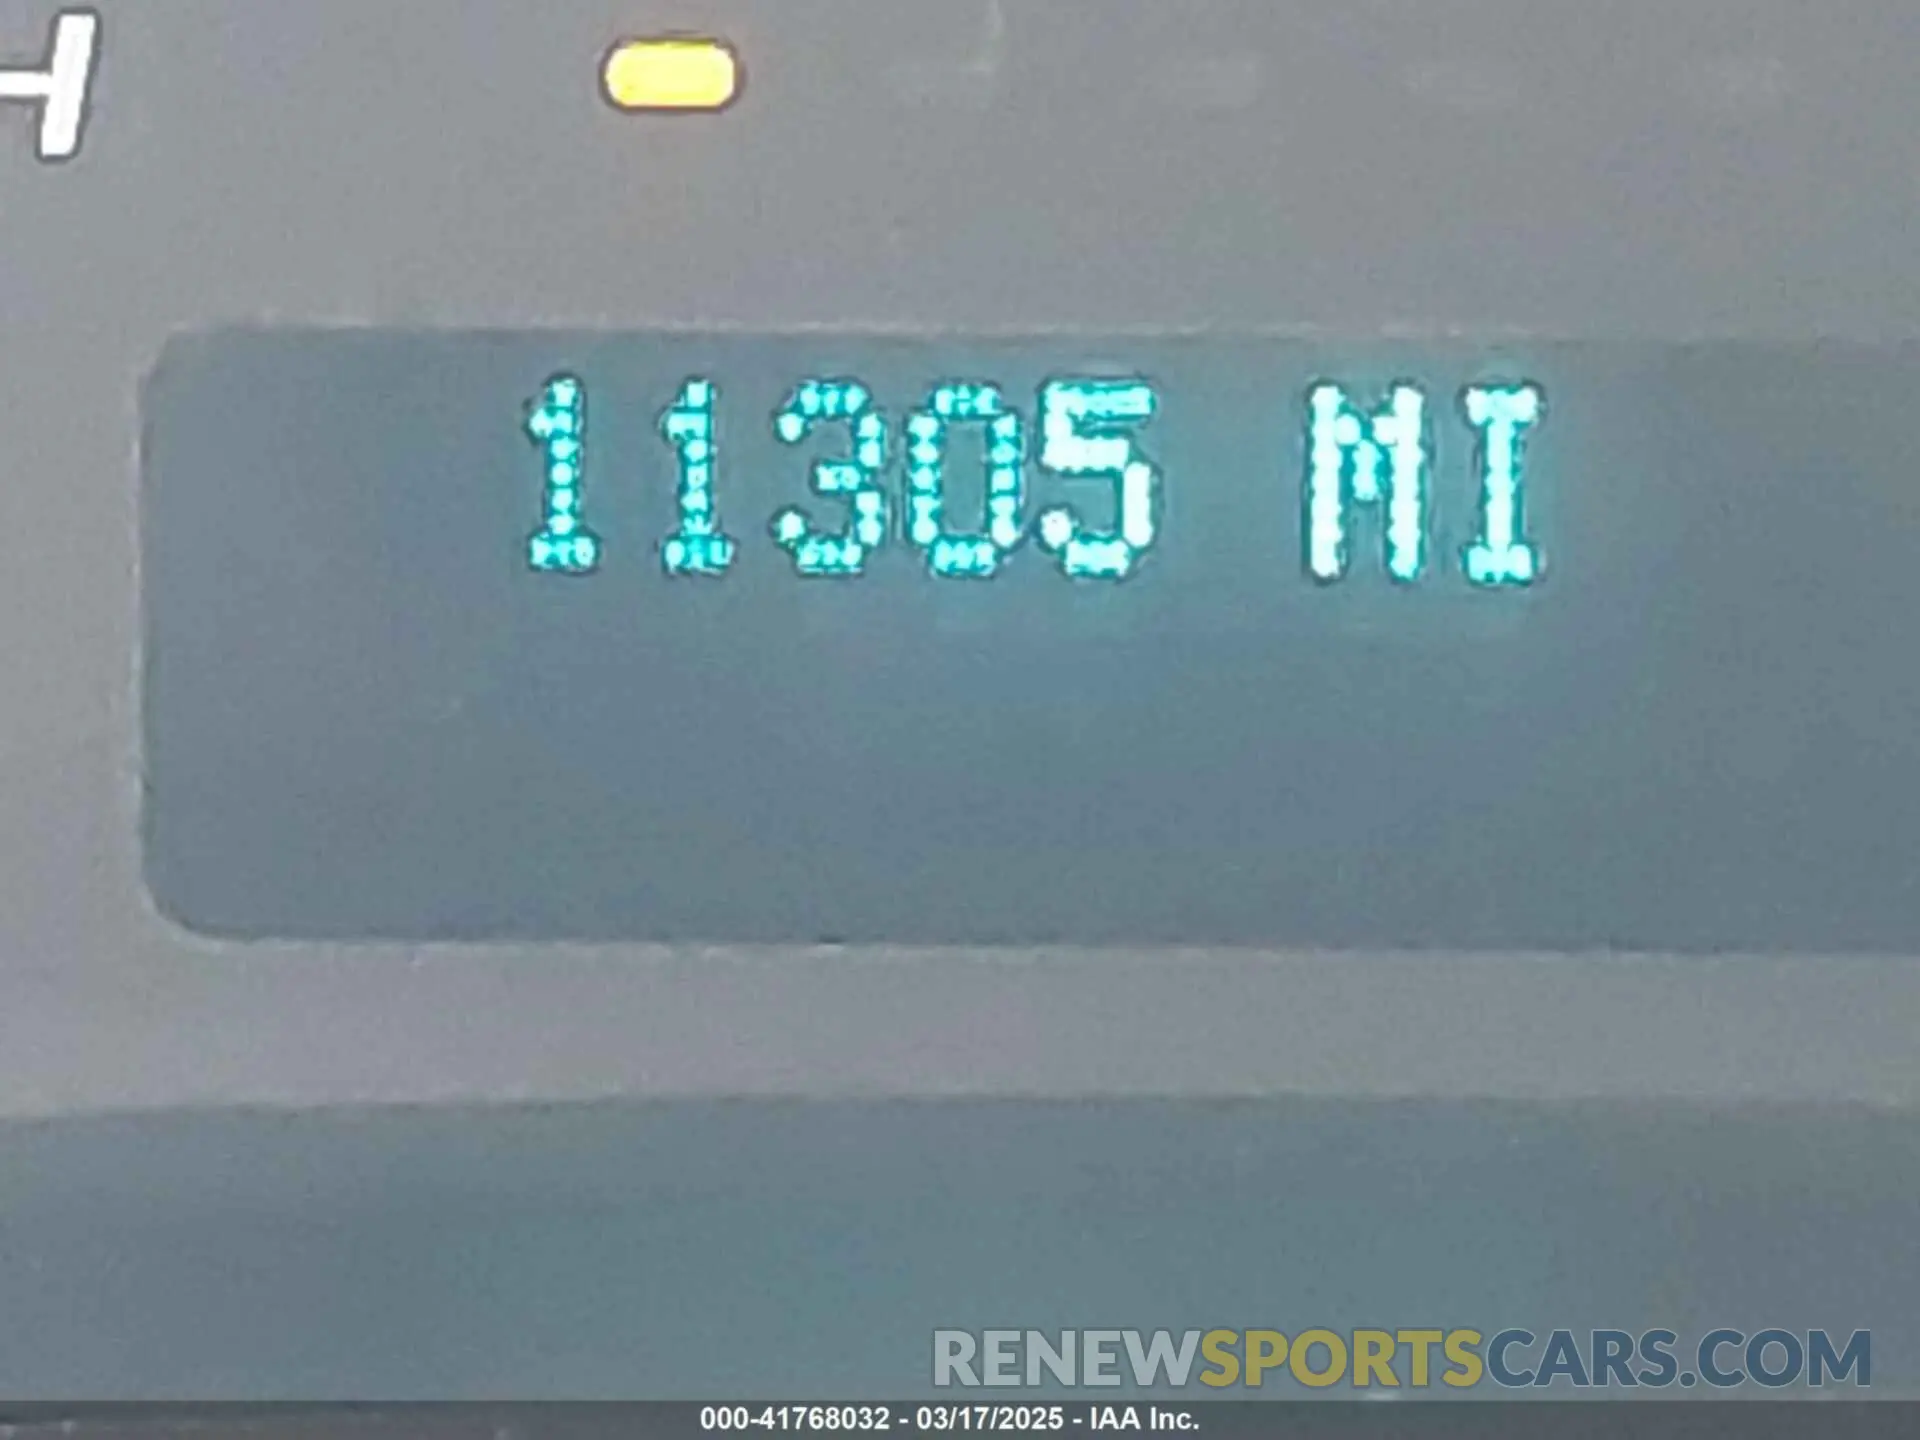 H
11305 MI
RENEWSPORTSCARS.COM
000-41768032 - 03/17/2025 - IAA Inc.